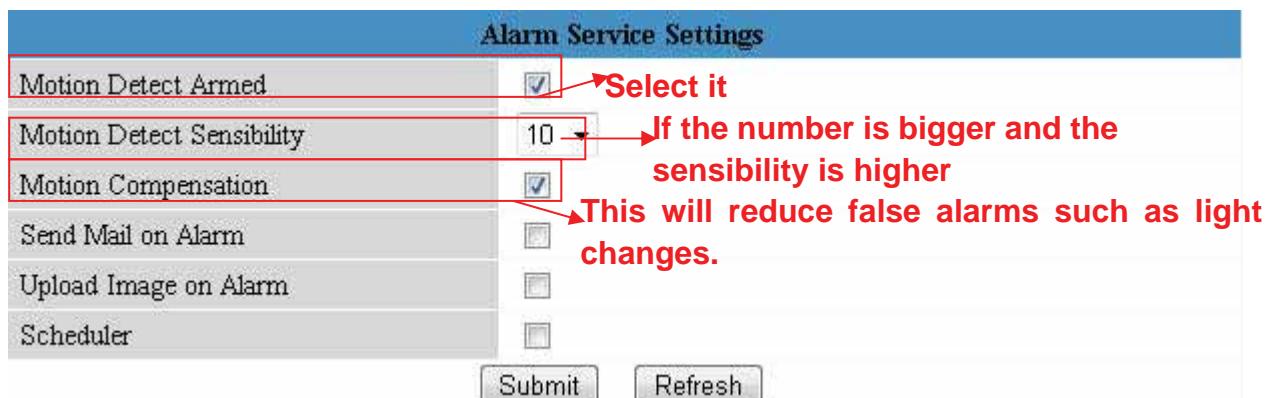 Alarm Service Settings
Motion Detect Armed
Select it
Motion Detect Sensibility
10
If the number is bigger and the
sensibility is higher
Motion Compensation
This will reduce false alarms such as light
changes.
Send Mail on Alarm
Upload Image on Alarm
Scheduler
Submit Refresh